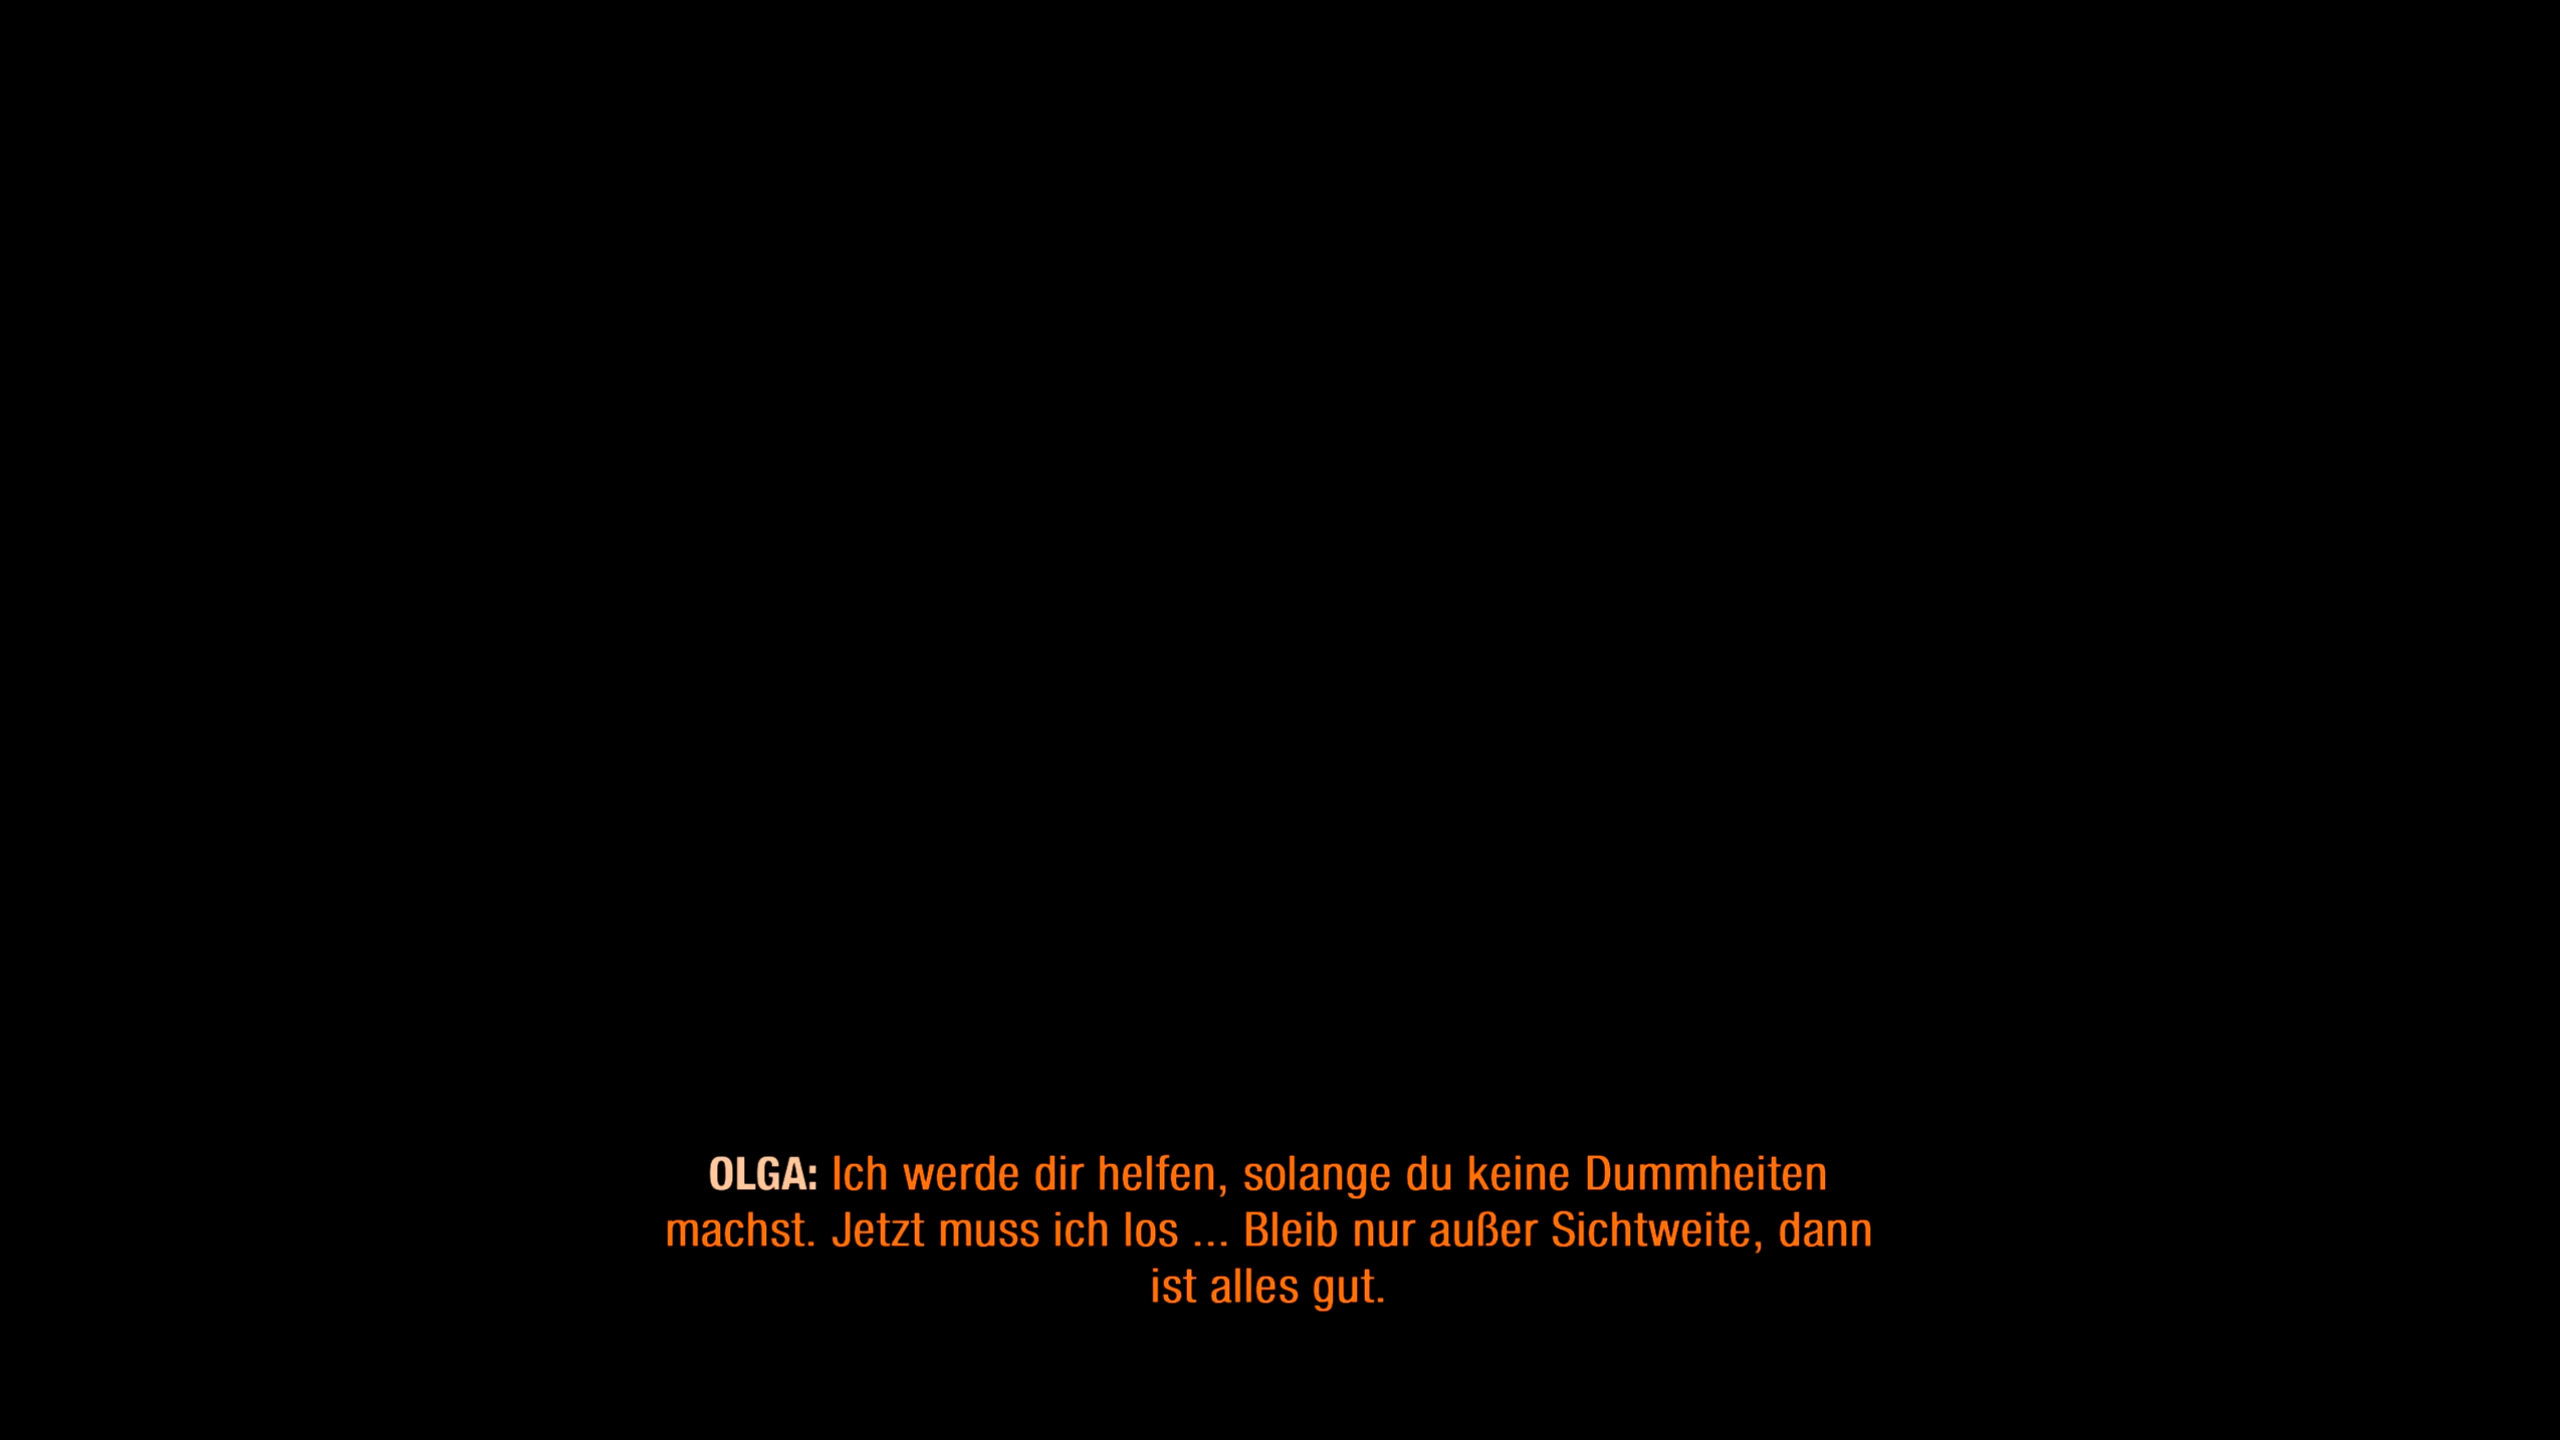 OLGA: Ich werde dir helfen, solange du keine Dummheiten
machst. Jetzt muss ich los ... Bleib nur außer Sichtweite, dann
ist alles gut.